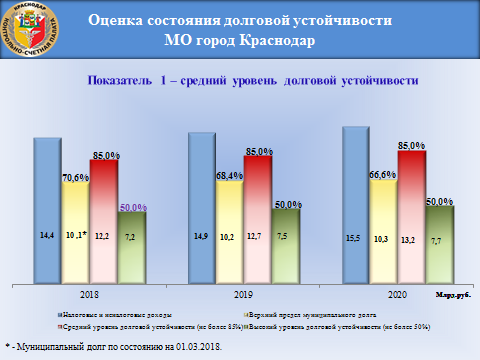 КРАСНОДАР
КОНТРОЛЬНО-СЧЕТНАЯ ПАЛАТА
Оценка состояния долговой устойчивости
МО город Краснодар
Показатель 1 – средний уровень долговой устойчивости
70,6% 85,0% 50,0% 68,4% 85,0% 50,0% 66,6% 85,0% 50,0%
14,4 10 ,1* 12,2 7,2 14,9 10,2 12,7 7,5 15,5 10,3 13,2 7,7
2018 2019 2020 Млрд.руб.
Налоговые и неналоговые доходы Верхний предел муниципального долга
Средний уровень долговой устойчивости (не более 85%) Высокий уровень долговой устойчивости (не более 50%)
* - Муниципальный долг по состоянию на 01.03.2018.